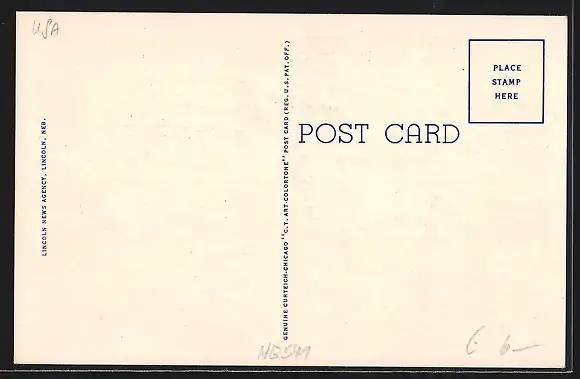 USA
PLACE
STAMP
HERE
POST CARD
LINCOLN NEWS AGENCY, LINCOLN, NEB.
GENUINE CURTEICH-CHICAGO "C.T. ART-COLORTONE" POST CARD (REG. U.S. PAT. OFF.)